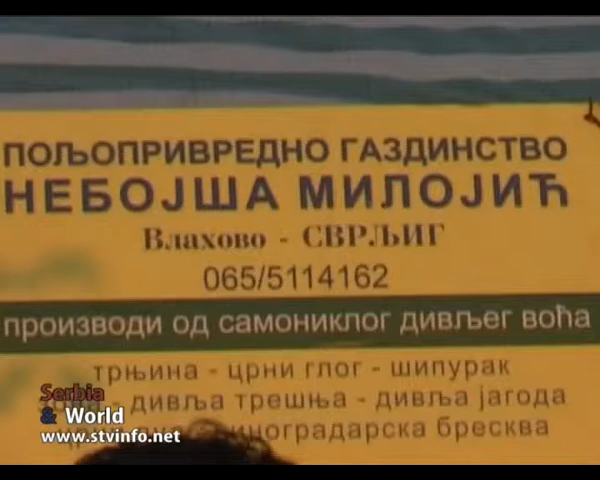 ПОЉОПРИВРЕДНО ГАЗДИНСТВО
НЕБОЈША МИЛОЈИЋ
Влахово - СВРЉИГ
065/5114162
производи од самониклог дивљег воћа
трњина - црни глог - шипурак
- дивља трешња - дивља јагода
виноградарска бресква
Serbia
& World
www.stvinfo.net